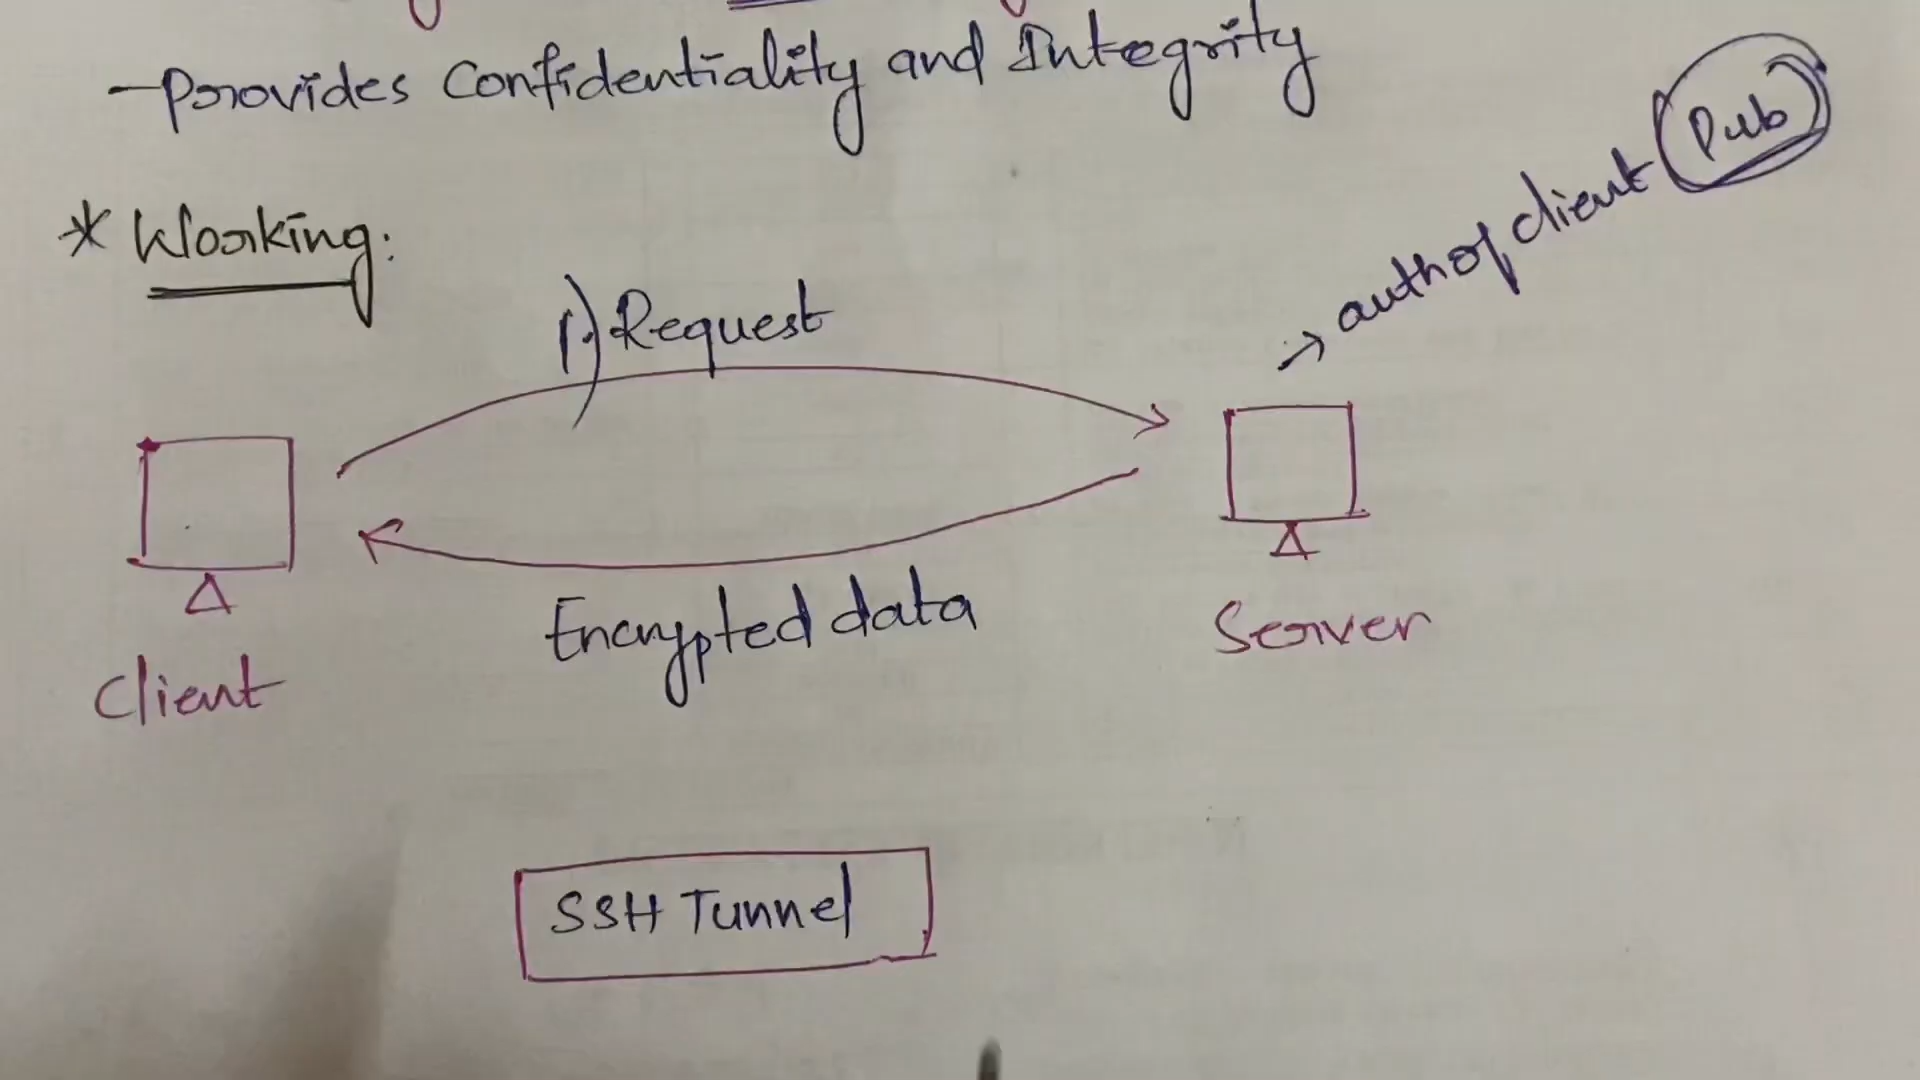 - Provides Confidentiality and Integrity
Pub
* Working:
→ auth of client
1.) Request
Encrypted data
Server
Client
SSH Tunnel